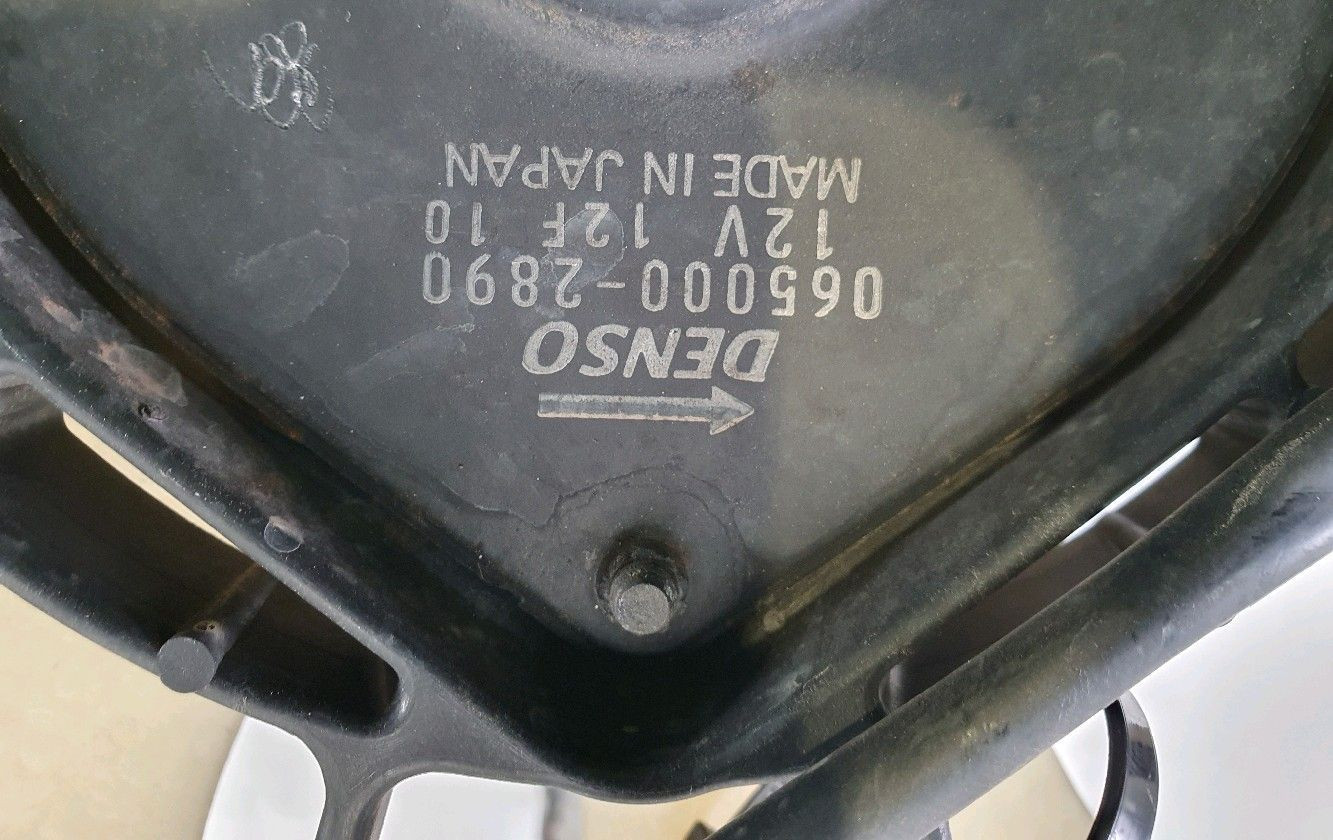 DENSO
065000-2890
12V 12F 10
MADE IN JAPAN